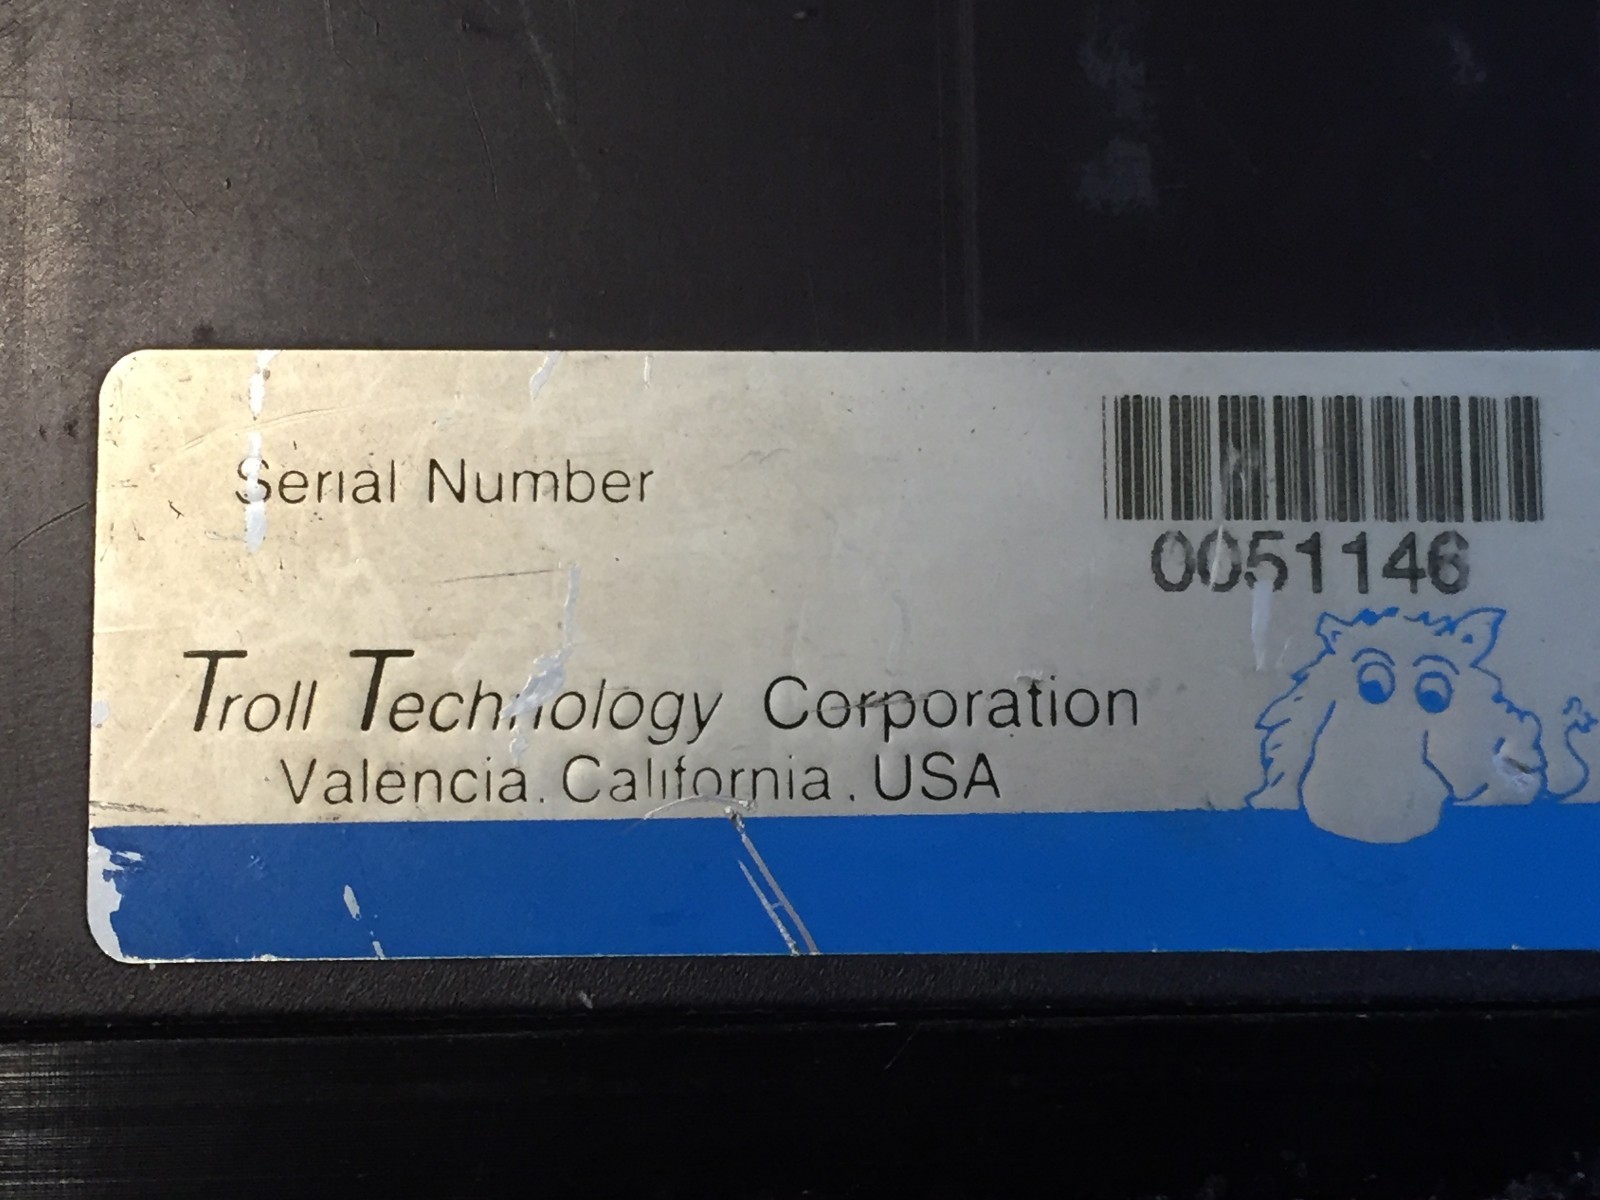 Serial Number
0051146
Troll Technology Corporation
Valencia, California, USA